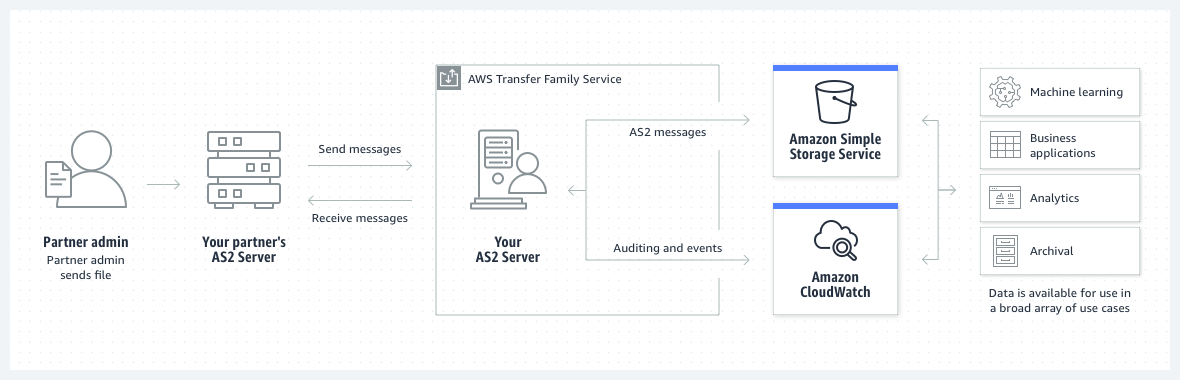 AWS Transfer Family Service
Partner admin
Partner admin
sends file
Your partner's
AS2 Server
Send messages
Receive messages
Your
AS2 Server
AS2 messages
Auditing and events
Amazon Simple
Storage Service
Amazon
CloudWatch
Machine learning
Business
applications
Analytics
Archival
Data is available for use in
a broad array of use cases